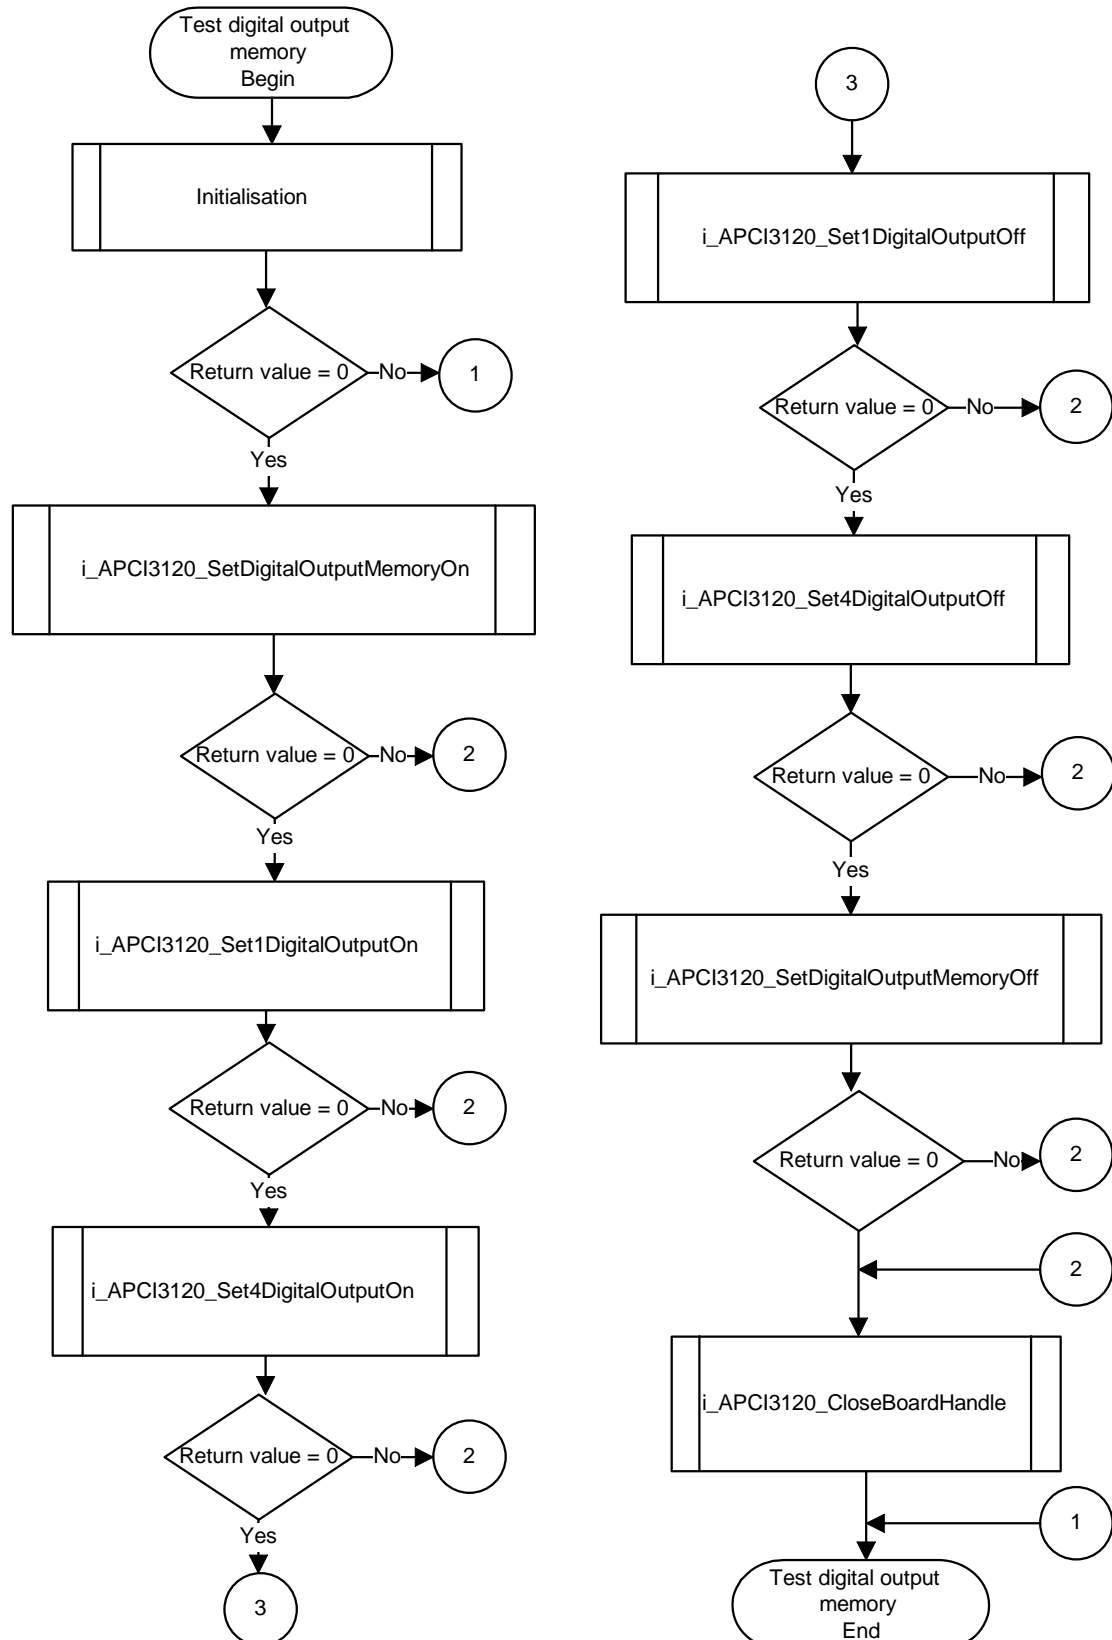 Test digital output
memory
Begin
Initialisation
Return value = 0
No
1
Yes
i_APCI3120_SetDigitalOutputMemoryOn
Return value = 0
No
2
Yes
i_APCI3120_Set1DigitalOutputOn
Return value = 0
No
2
Yes
i_APCI3120_Set4DigitalOutputOn
Return value = 0
No
2
Yes
3
3
i_APCI3120_Set1DigitalOutputOff
Return value = 0
No
2
Yes
i_APCI3120_Set4DigitalOutputOff
Return value = 0
No
2
Yes
i_APCI3120_SetDigitalOutputMemoryOff
Return value = 0
No
2
2
i_APCI3120_CloseBoardHandle
1
Test digital output
memory
End